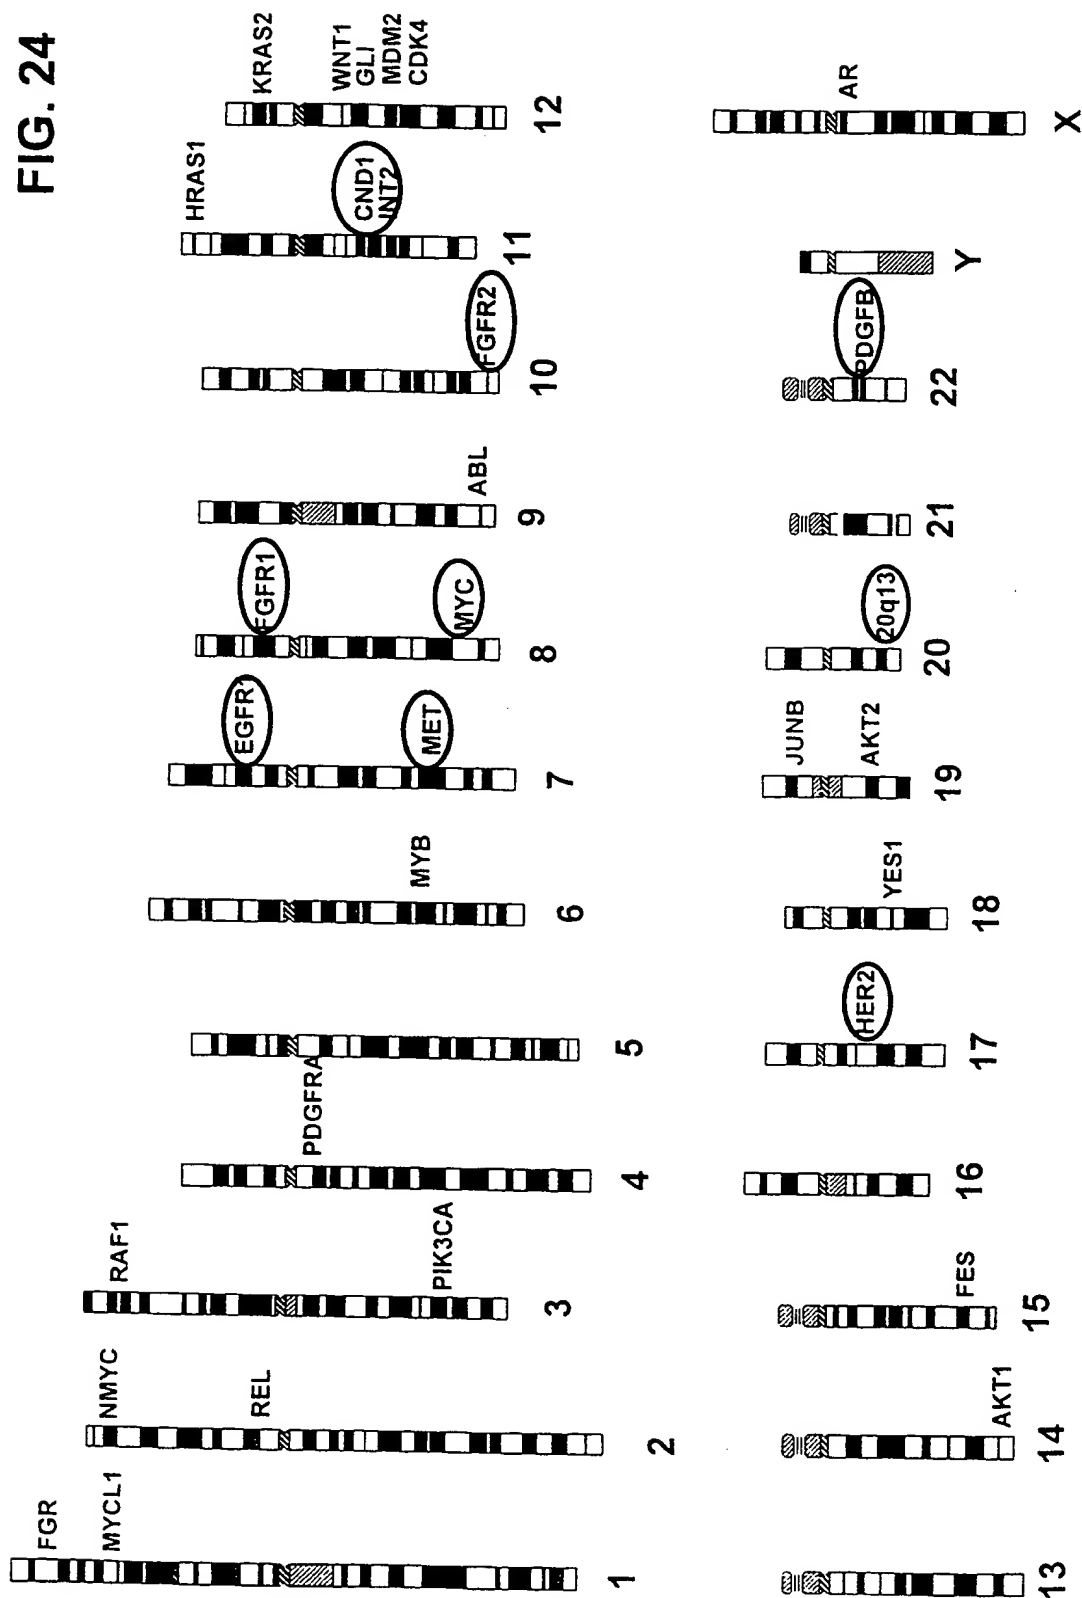 FIG. 24
FGR
MYCL1
1
NMYC
REL
2
RAF1
PIK3CA
3
PDGFRA
4
5
MYB
6
EGFR1
MET
7
FGFR1
MYC
8
ABL
9
FGFR2
10
HRAS1
CND1
INT2
11
KRAS2
WNT1
GLI
MDM2
CDK4
12
13
AKT1
14
FES
15
16
HER2
17
YES1
18
JUNB
AKT2
19
20q13
20
21
PDGFB
22
Y
AR
X